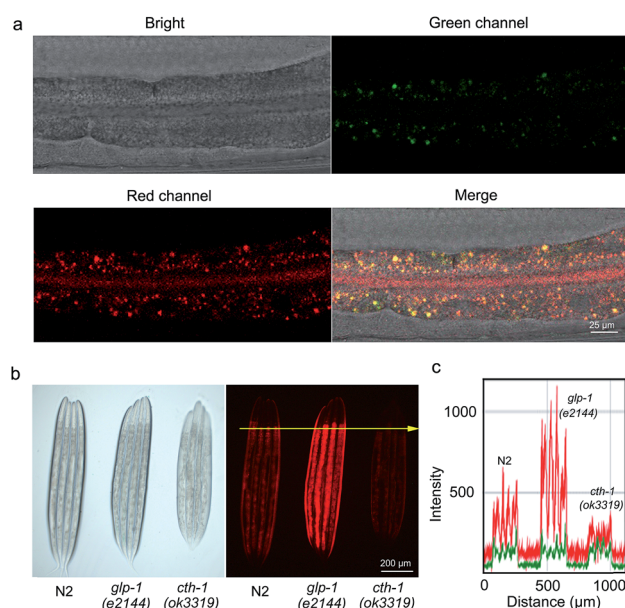 a
Bright
Green channel
Red channel
Merge
25 μm
b
N2
glp-1
(e2144)
cth-1
(ok3319)
N2
glp-1
(e2144)
cth-1
(ok3319)
200 μm
c
Intensity
1000
500
N2
glp-1
(e2144)
cth-1
(ok3319)
0
500
1000
Distance (μm)